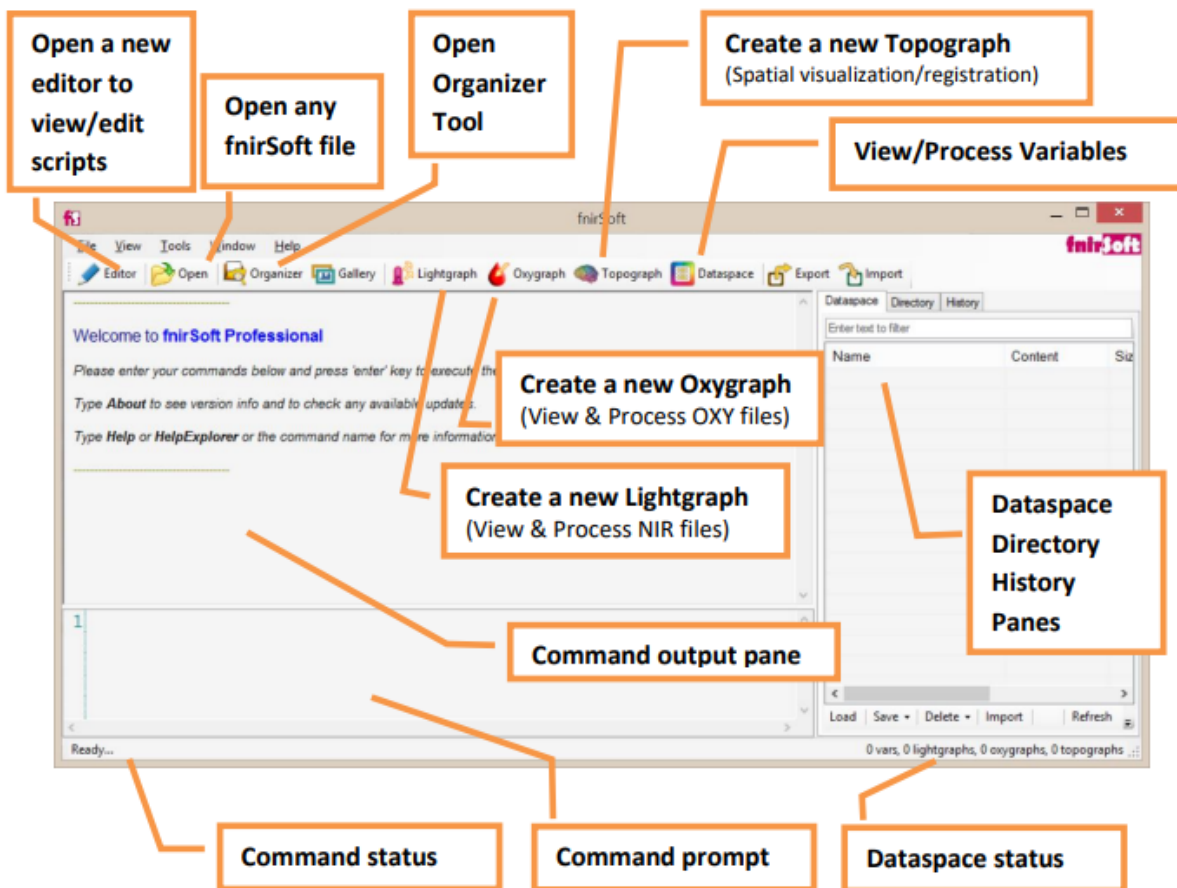 Open a new
editor to
view/edit
scripts
Open any
fnirSoft file
Open
Organizer
Tool
Create a new Topograph
(Spatial visualization/registration)
View/Process Variables
fnirSoft
File View Tools Window Help
fnirSoft
Editor Open Organizer Gallery Lightgraph Oxygraph Topograph Dataspace Export Import
Welcome to fnirSoft Professional
Please enter your commands below and press 'enter' key to execute the
Type About to see version info and to check any available updates.
Type Help or HelpExplorer or the command name for more information
Dataspace Directory History
Enter text to filter
Name Content Siz
Create a new Oxygraph
(View & Process OXY files)
Create a new Lightgraph
(View & Process NIR files)
Dataspace
Directory
History
Panes
1
Command output pane
Load Save Delete Import Refresh
Ready...
0 vars, 0 lightgraphs, 0 oxygraphs, 0 topographs
Command status
Command prompt
Dataspace status